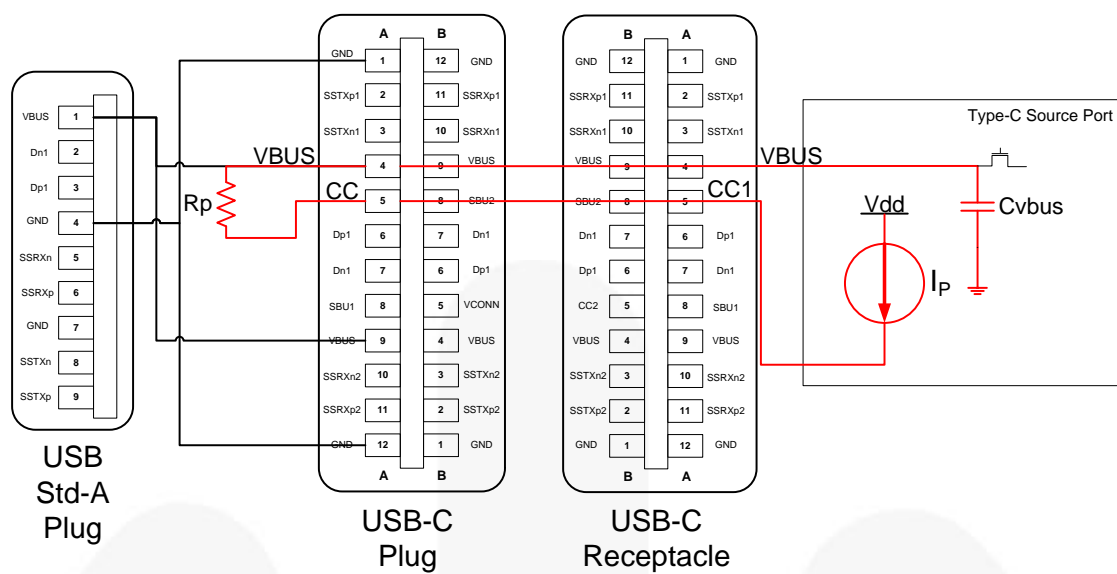 VBUS 1
Dn1 2
Dp1 3
GND 4
SSRXn 5
SSRXp 6
GND 7
SSTXn 8
SSTXp 9
USB
Std-A
Plug
VBUS
Rp
CC
A B
GND 1 12 GND
SSTXp1 2 11 SSRXp1
SSTXn1 3 10 SSRXn1
4 9 VBUS
5 8 SBU2
Dp1 6 7 Dn1
Dn1 7 6 Dp1
SBU1 8 5 VCONN
VBUS 9 4 VBUS
SSRXn2 10 3 SSTXn2
SSRXp2 11 2 SSTXp2
GND 12 1 GND
A B
USB-C
Plug
B A
GND 12 1 GND
SSRXp1 11 2 SSTXp1
SSRXn1 10 3 SSTXn1
VBUS 9 4 VBUS
SBU2 8 5 CC1
Dn1 7 6 Dp1
Dp1 6 7 Dn1
CC2 5 8 SBU1
VBUS 4 9 VBUS
SSTXn2 3 10 SSRXn2
SSTXp2 2 11 SSRXp2
GND 1 12 GND
B A
USB-C
Receptacle
Type-C Source Port
Vdd
Cvbus
IP